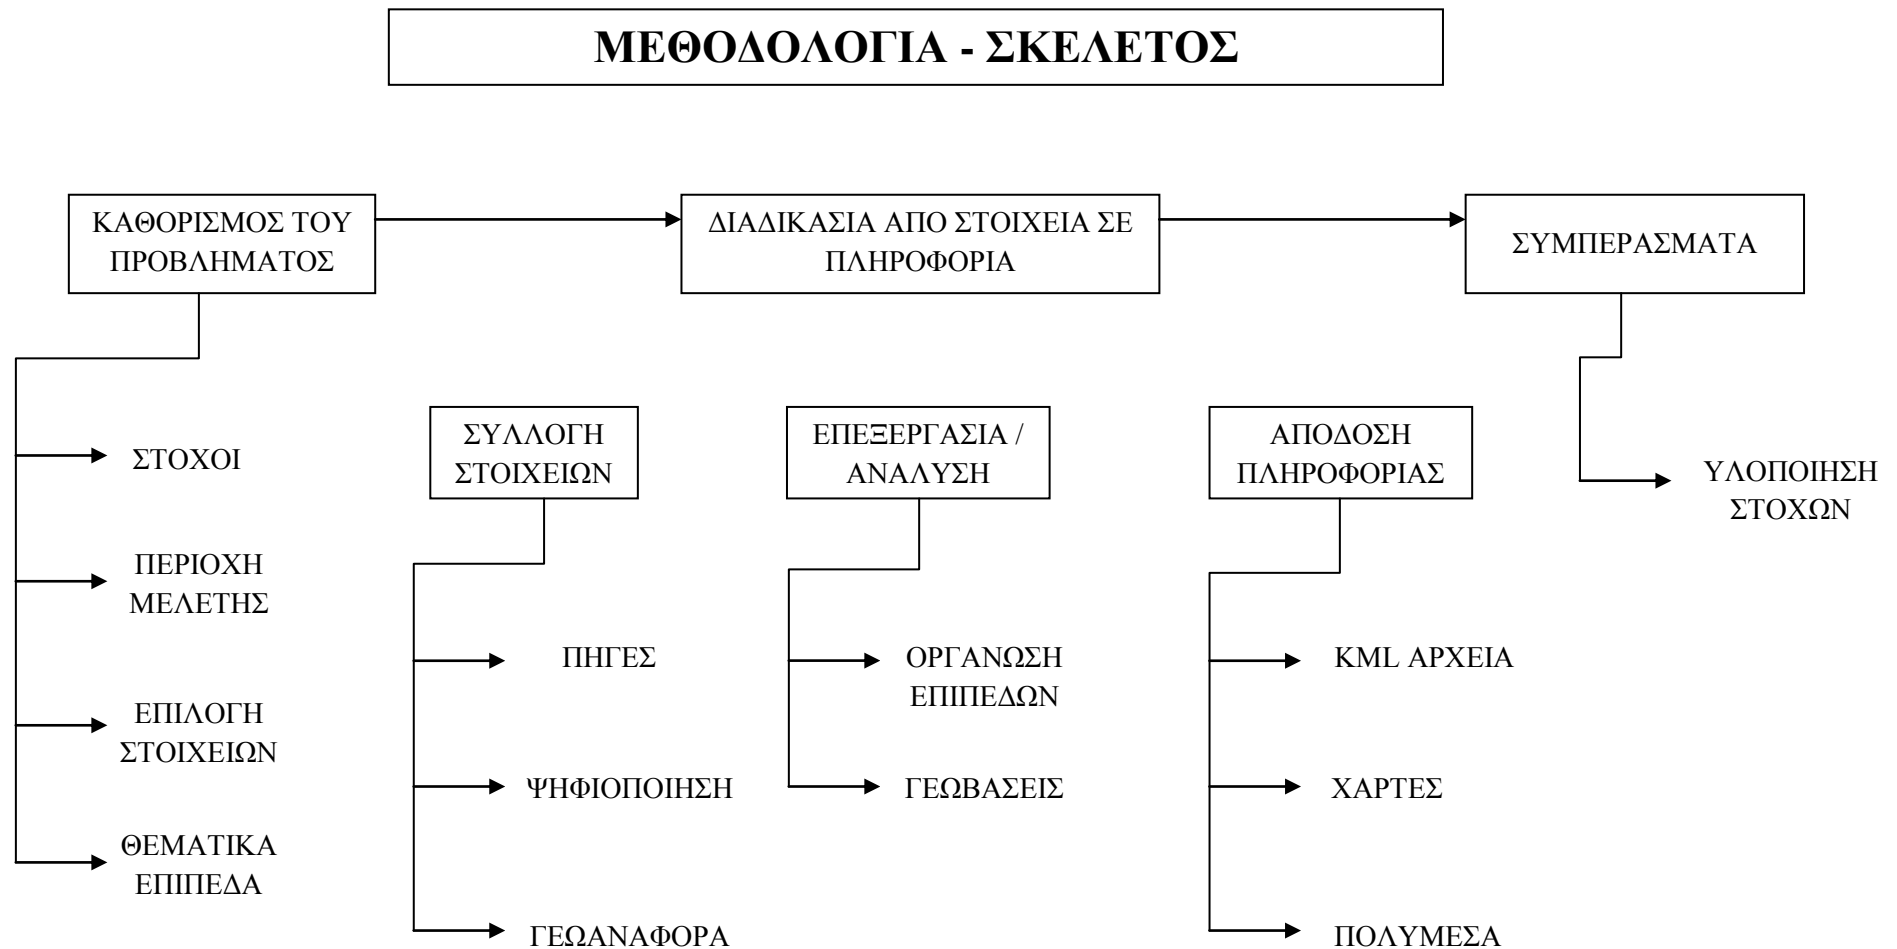 ΜΕΘΟΔΟΛΟΓΙΑ - ΣΚΕΛΕΤΟΣ
ΚΑΘΟΡΙΣΜΟΣ ΤΟΥ
ΠΡΟΒΛΗΜΑΤΟΣ
ΔΙΑΔΙΚΑΣΙΑ ΑΠΟ ΣΤΟΙΧΕΙΑ ΣΕ
ΠΛΗΡΟΦΟΡΙΑ
ΣΥΜΠΕΡΑΣΜΑΤΑ
ΣΤΟΧΟΙ
ΠΕΡΙΟΧΗ
ΜΕΛΕΤΗΣ
ΕΠΙΛΟΓΗ
ΣΤΟΙΧΕΙΩΝ
ΘΕΜΑΤΙΚΑ
ΕΠΙΠΕΔΑ
ΣΥΛΛΟΓΗ
ΣΤΟΙΧΕΙΩΝ
ΠΗΓΕΣ
ΨΗΦΙΟΠΟΙΗΣΗ
ΓΕΩΑΝΑΦΟΡΑ
ΕΠΕΞΕΡΓΑΣΙΑ /
ΑΝΑΛΥΣΗ
ΟΡΓΑΝΩΣΗ
ΕΠΙΠΕΔΩΝ
ΓΕΩΒΑΣΕΙΣ
ΑΠΟΔΟΣΗ
ΠΛΗΡΟΦΟΡΙΑΣ
KML ΑΡΧΕΙΑ
ΧΑΡΤΕΣ
ΠΟΛΥΜΕΣΑ
ΥΛΟΠΟΙΗΣΗ
ΣΤΟΧΩΝ